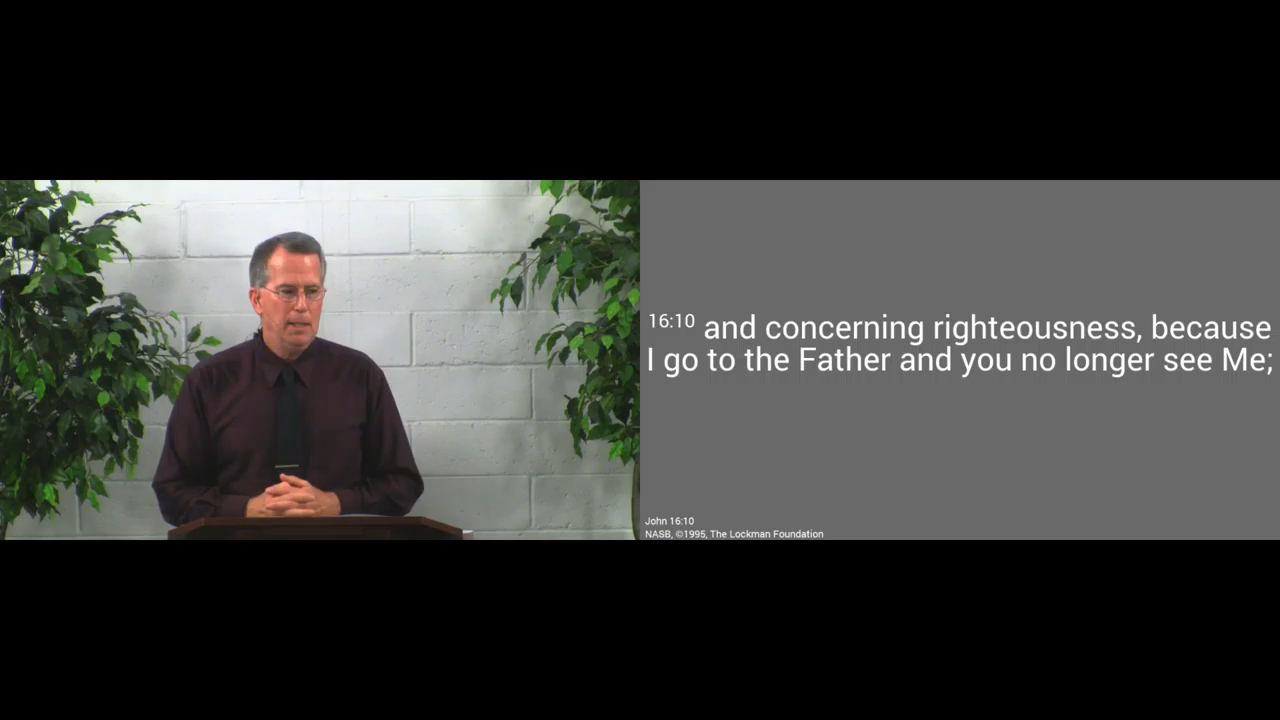 16:10 and concerning righteousness, because
I go to the Father and you no longer see Me;
John 16:10
NASB, ©1995, The Lockman Foundation